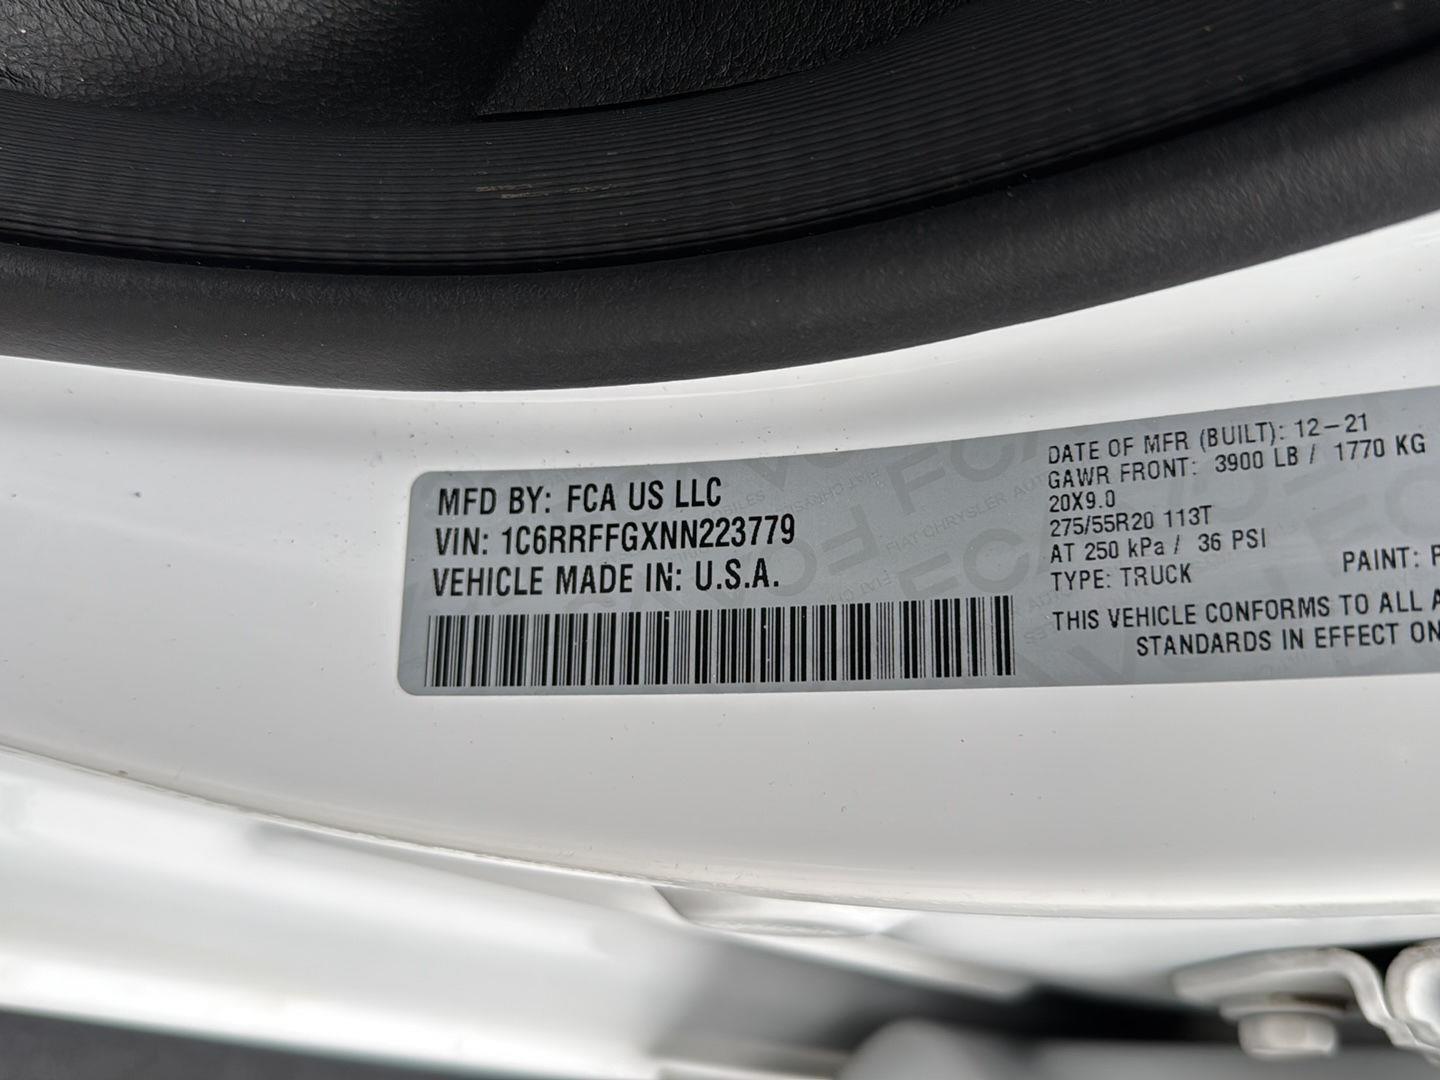 MFD BY: FCA US LLC
VIN: 1C6RRFFGXNN223779
VEHICLE MADE IN: U.S.A.
DATE OF MFR (BUILT): 12-21
GAWR FRONT: 3900 LB / 1770 KG
20X9.0
275/55R20 113T
AT 250 kPa / 36 PSI
TYPE: TRUCK
PAINT: P
THIS VEHICLE CONFORMS TO ALL A
STANDARDS IN EFFECT ON